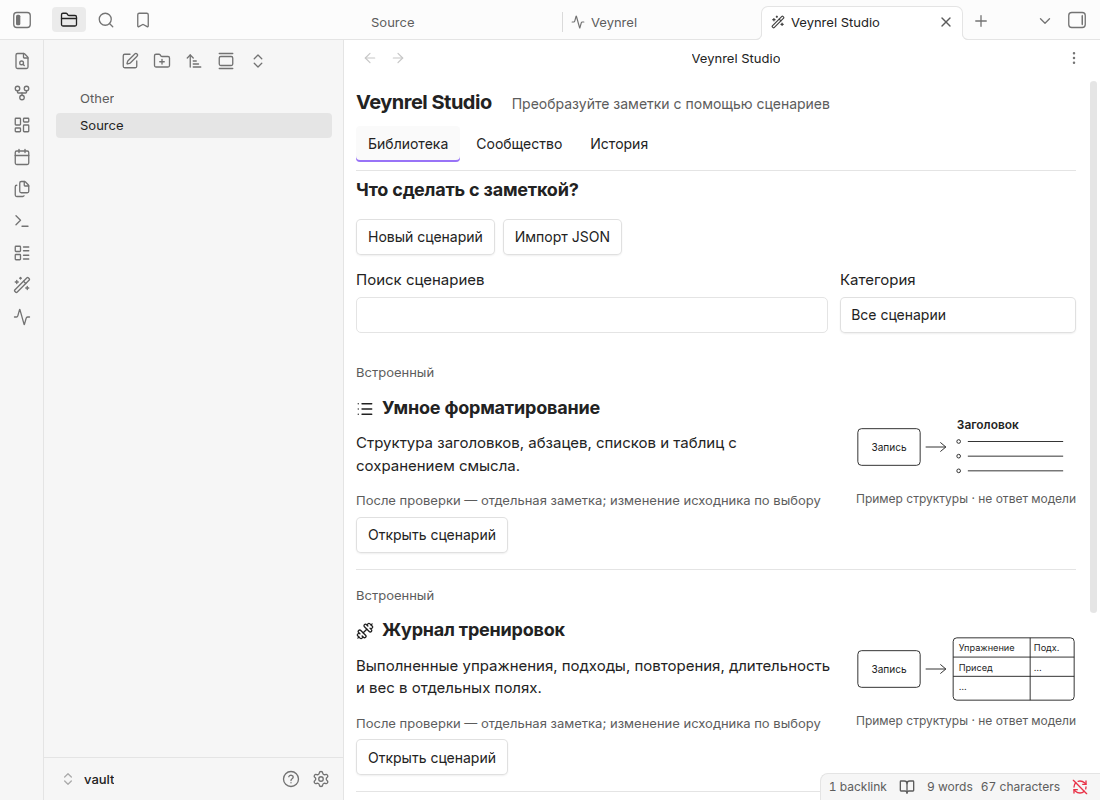 Source
Veynrel
Veynrel Studio
Other
Source
Veynrel Studio
Veynrel Studio
Преобразуйте заметки с помощью сценариев
Библиотека
Сообщество
История
Что сделать с заметкой?
Новый сценарий
Импорт JSON
Поиск сценариев
Категория
Все сценарии
Встроенный
Умное форматирование
Структура заголовков, абзацев, списков и таблиц с
сохранением смысла.
После проверки — отдельная заметка; изменение исходника по выбору
Открыть сценарий
Запись
Заголовок
Пример структуры · не ответ модели
Встроенный
Журнал тренировок
Выполненные упражнения, подходы, повторения, длительность
и вес в отдельных полях.
После проверки — отдельная заметка; изменение исходника по выбору
Открыть сценарий
Запись
Упражнение
Подх.
Присед
...
...
Пример структуры · не ответ модели
vault
1 backlink
9 words
67 characters